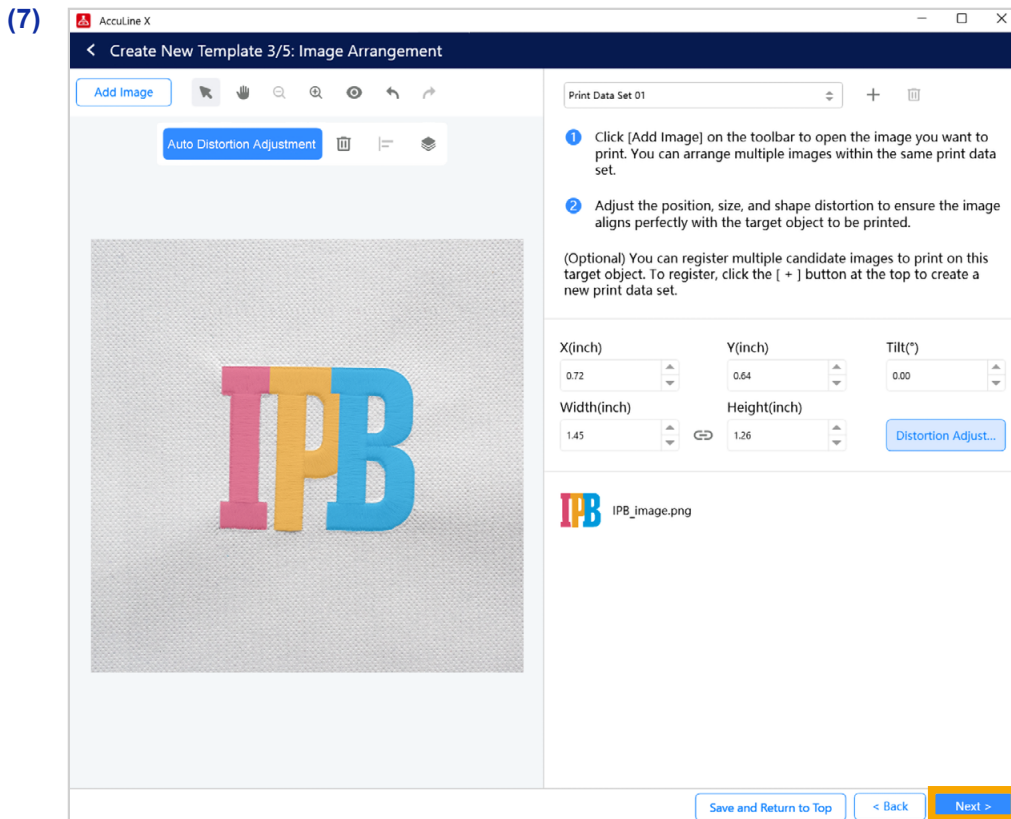 (7)
AccuLine X
Create New Template 3/5: Image Arrangement
Add Image
Print Data Set 01
Auto Distortion Adjustment
1 Click [Add Image] on the toolbar to open the image you want to
print. You can arrange multiple images within the same print data
set.
2 Adjust the position, size, and shape distortion to ensure the image
aligns perfectly with the target object to be printed.
(Optional) You can register multiple candidate images to print on this
target object. To register, click the [ + ] button at the top to create a
new print data set.
IPB
X(inch) Y(inch) Tilt(°)
0.72 0.64 0.00
Width(inch) Height(inch)
1.45 1.26 Distortion Adjust...
IPB IPB_image.png
Save and Return to Top < Back Next >